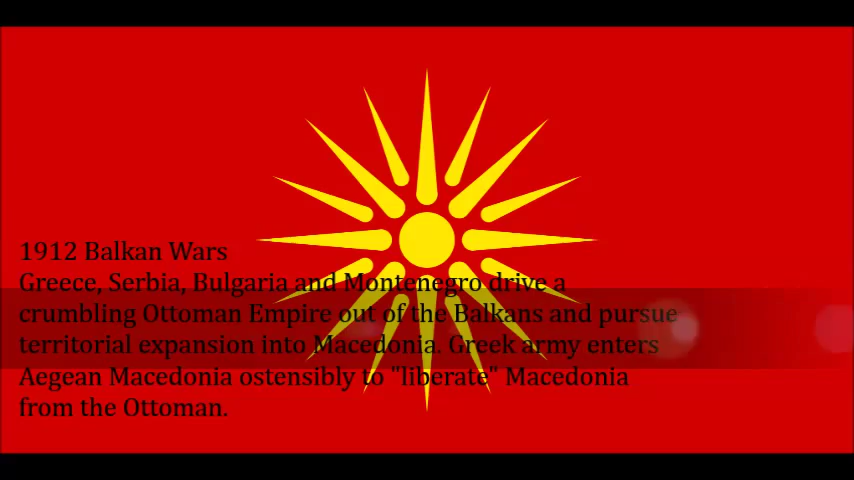 1912 Balkan Wars
Greece, Serbia, Bulgaria and Montenegro drive a
crumbling Ottoman Empire out of the Balkans and pursue
territorial expansion into Macedonia. Greek army enters
Aegean Macedonia ostensibly to "liberate" Macedonia
from the Ottoman.